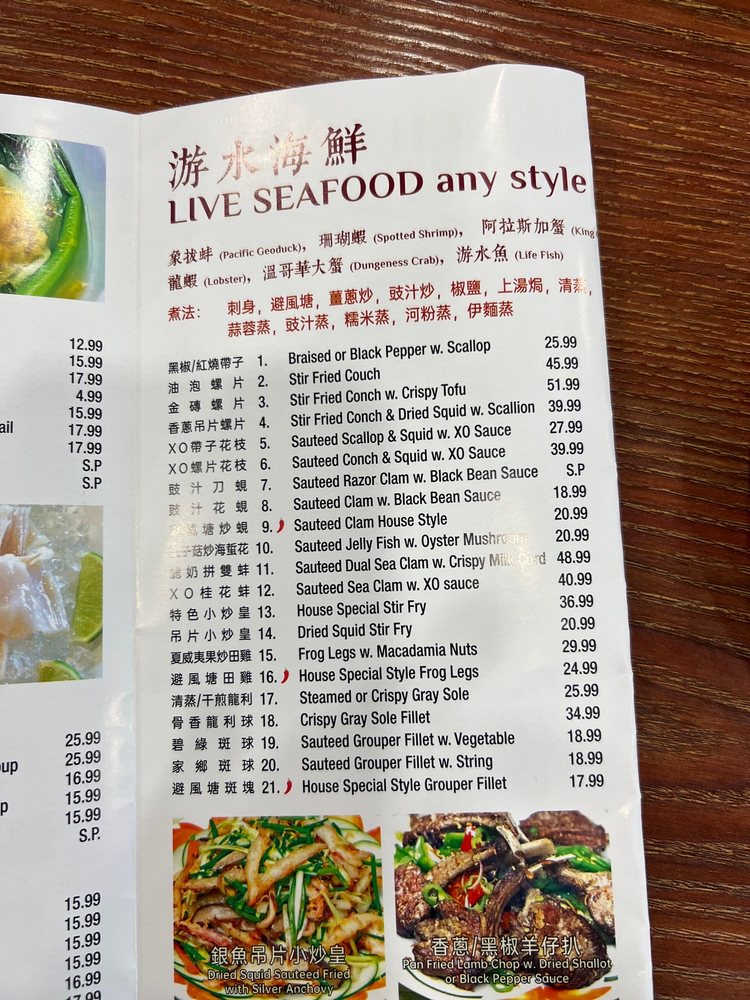 12.99
15.99
17.99
4.99
15.99
17.99
17.99
S.P
S.P
25.99
25.99
16.99
15.99
15.99
S.P.
15.99
15.99
15.99
15.99
16.99
17.99
游水海鮮
LIVE SEAFOOD any style
象拔蚌 (Pacific Geoduck), 珊瑚蝦 (Spotted Shrimp), 阿拉斯加蟹 (King
龍蝦 (Lobster), 溫哥華大蟹 (Dungeness Crab), 游水魚 (Life Fish)
煮法: 刺身, 避風塘, 薑蔥炒, 豉汁炒, 椒鹽, 上湯焗, 清蒸,
蒜蓉蒸, 豉汁蒸, 糯米蒸, 河粉蒸, 伊麵蒸
黑椒/紅燒帶子 1. Braised or Black Pepper w. Scallop 25.99
油泡螺片 2. Stir Fried Couch 45.99
金磚螺片 3. Stir Fried Conch w. Crispy Tofu 51.99
香蔥吊片螺片 4. Stir Fried Conch & Dried Squid w. Scallion 39.99
XO帶子花枝 5. Sauteed Scallop & Squid w. XO Sauce 27.99
XO螺片花枝 6. Sauteed Conch & Squid w. XO Sauce 39.99
豉汁刀蜆 7. Sauteed Razor Clam w. Black Bean Sauce S.P
豉汁花蜆 8. Sauteed Clam w. Black Bean Sauce 18.99
塘炒蜆 9. Sauteed Clam House Style 20.99
子菇炒海蜇花 10. Sauteed Jelly Fish w. Oyster Mushroom 20.99
奶拼雙蚌 11. Sauteed Dual Sea Clam w. Crispy Milk Curd 48.99
XO桂花蚌 12. Sauteed Sea Clam w. XO sauce 40.99
特色小炒皇 13. House Special Stir Fry 36.99
吊片小炒皇 14. Dried Squid Stir Fry 20.99
夏威夷果炒田雞 15. Frog Legs w. Macadamia Nuts 29.99
避風塘田雞 16. House Special Style Frog Legs 24.99
清蒸/干煎龍利 17. Steamed or Crispy Gray Sole 25.99
骨香龍利球 18. Crispy Gray Sole Fillet 34.99
碧綠斑球 19. Sauteed Grouper Fillet w. Vegetable 18.99
家鄉斑球 20. Sauteed Grouper Fillet w. String 18.99
避風塘斑塊 21. House Special Style Grouper Fillet 17.99
銀魚吊片小炒皇
Dried Squid Sauteed Fried
with Silver Anchovy
香蔥/黑椒羊仔扒
Pan Fried Lamb Chop w. Dried Shallot
or Black Pepper Sauce